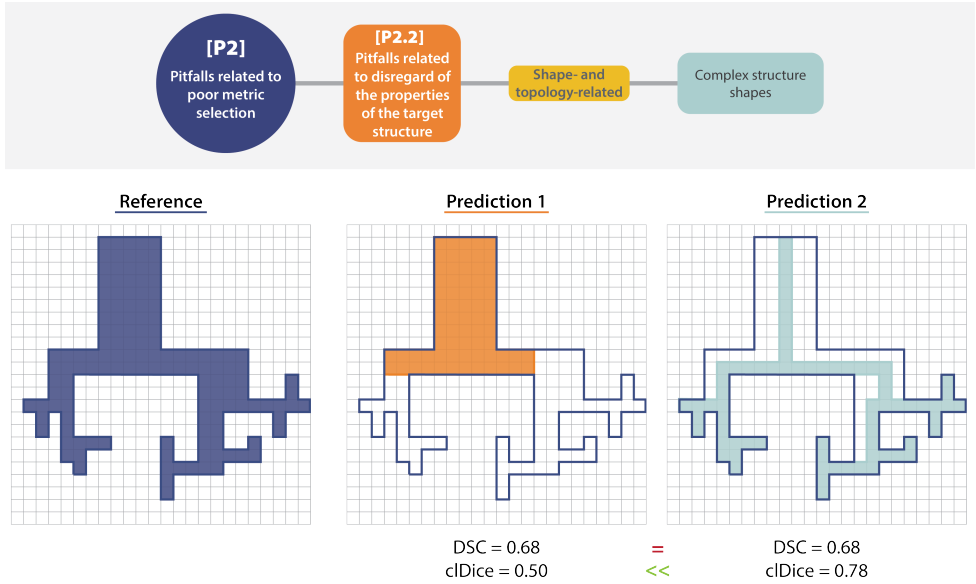 [P2]
Pitfalls related to
poor metric
selection
[P2.2]
Pitfalls related
to disregard of
the properties
of the target
structure
Shape- and
topology-related
Complex structure
shapes
Reference
Prediction 1
Prediction 2
DSC = 0.68
=
DSC = 0.68
clDice = 0.50
<<
clDice = 0.78